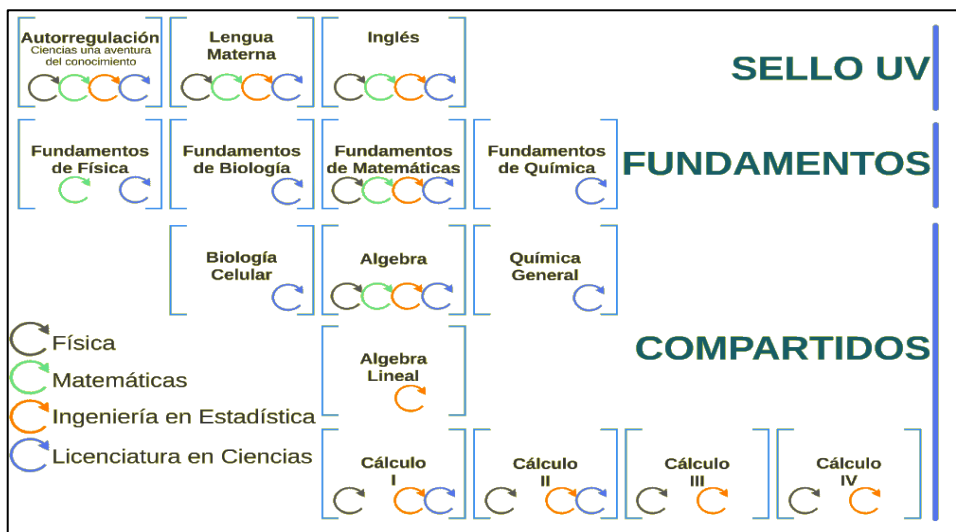 Autorregulación
Ciencias una aventura
del conocimiento
Lengua
Materna
Inglés
SELLO UV
Fundamentos
de Física
Fundamentos
de Biología
Fundamentos
de Matemáticas
Fundamentos
de Química
FUNDAMENTOS
Biología
Celular
Algebra
Química
General
COMPARTIDOS
Algebra
Lineal
Física
Matemáticas
Ingeniería en Estadística
Licenciatura en Ciencias
Cálculo
I
Cálculo
II
Cálculo
III
Cálculo
IV